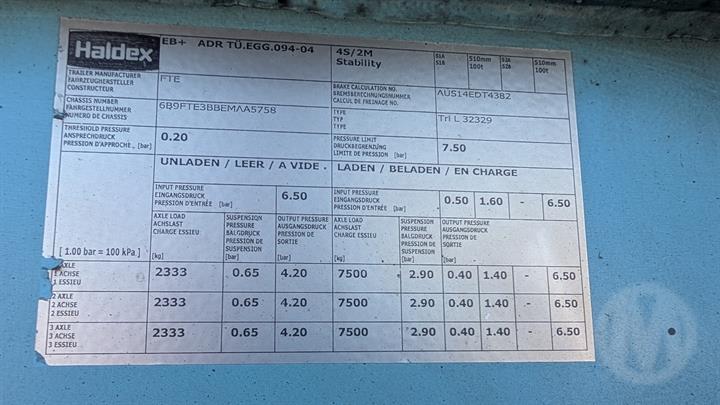 Haldex
EB+ ADR TÜ.EGG.094-04
4S/2M
Stability
S1A 510mm S2A 510mm
S1B 100t S2B 100t
TRAILER MANUFACTURER
FAHRZEUGHERSTELLER
CONSTRUCTEUR
FTE
BRAKE CALCULATION NO.
BREMSBERECHNUNGSNUMMER
CALCUL DE FREINAGE NO.
AUS14EDT4382
CHASSIS NUMBER
FAHRGESTELLNUMMER
NUMERO DE CHASSIS
6B9FTE3BBEMAA5758
TYPE
TYP
TYPE
Tri L 32329
THRESHOLD PRESSURE
ANSPRECHDRUCK
PRESSION D'APPROCHE [bar]
0.20
PRESSURE LIMIT
DRUCKBEGRENZUNG
LIMITE DE PRESSION [bar]
7.50
UNLADEN / LEER / A VIDE . LADEN / BELADEN / EN CHARGE
INPUT PRESSURE
EINGANGSDRUCK
PRESSION D'ENTRÉE [bar]
6.50
INPUT PRESSURE
EINGANGSDRUCK
PRESSION D'ENTRÉE [bar]
0.50 1.60 - 6.50
[ 1.00 bar = 100 kPa ]
AXLE LOAD
ACHSLAST
CHARGE ESSIEU
[kg]
SUSPENSION
PRESSURE
BALGDRUCK
PRESSION DE
SUSPENSION
[bar]
OUTPUT PRESSURE
AUSGANGSDRUCK
PRESSION DE
SORTIE
[bar]
AXLE LOAD
ACHSLAST
CHARGE ESSIEU
[kg]
SUSPENSION
PRESSURE
BALGDRUCK
PRESSION DE
SUSPENSION
[bar]
OUTPUT PRESSURE
AUSGANGSDRUCK
PRESSION DE
SORTIE
[bar]
AXLE
1 ACHSE
1 ESSIEU
2333 0.65 4.20 7500 2.90 0.40 1.40 - 6.50
2 AXLE
2 ACHSE
2 ESSIEU
2333 0.65 4.20 7500 2.90 0.40 1.40 - 6.50
3 AXLE
3 ACHSE
3 ESSIEU
2333 0.65 4.20 7500 2.90 0.40 1.40 - 6.50
M